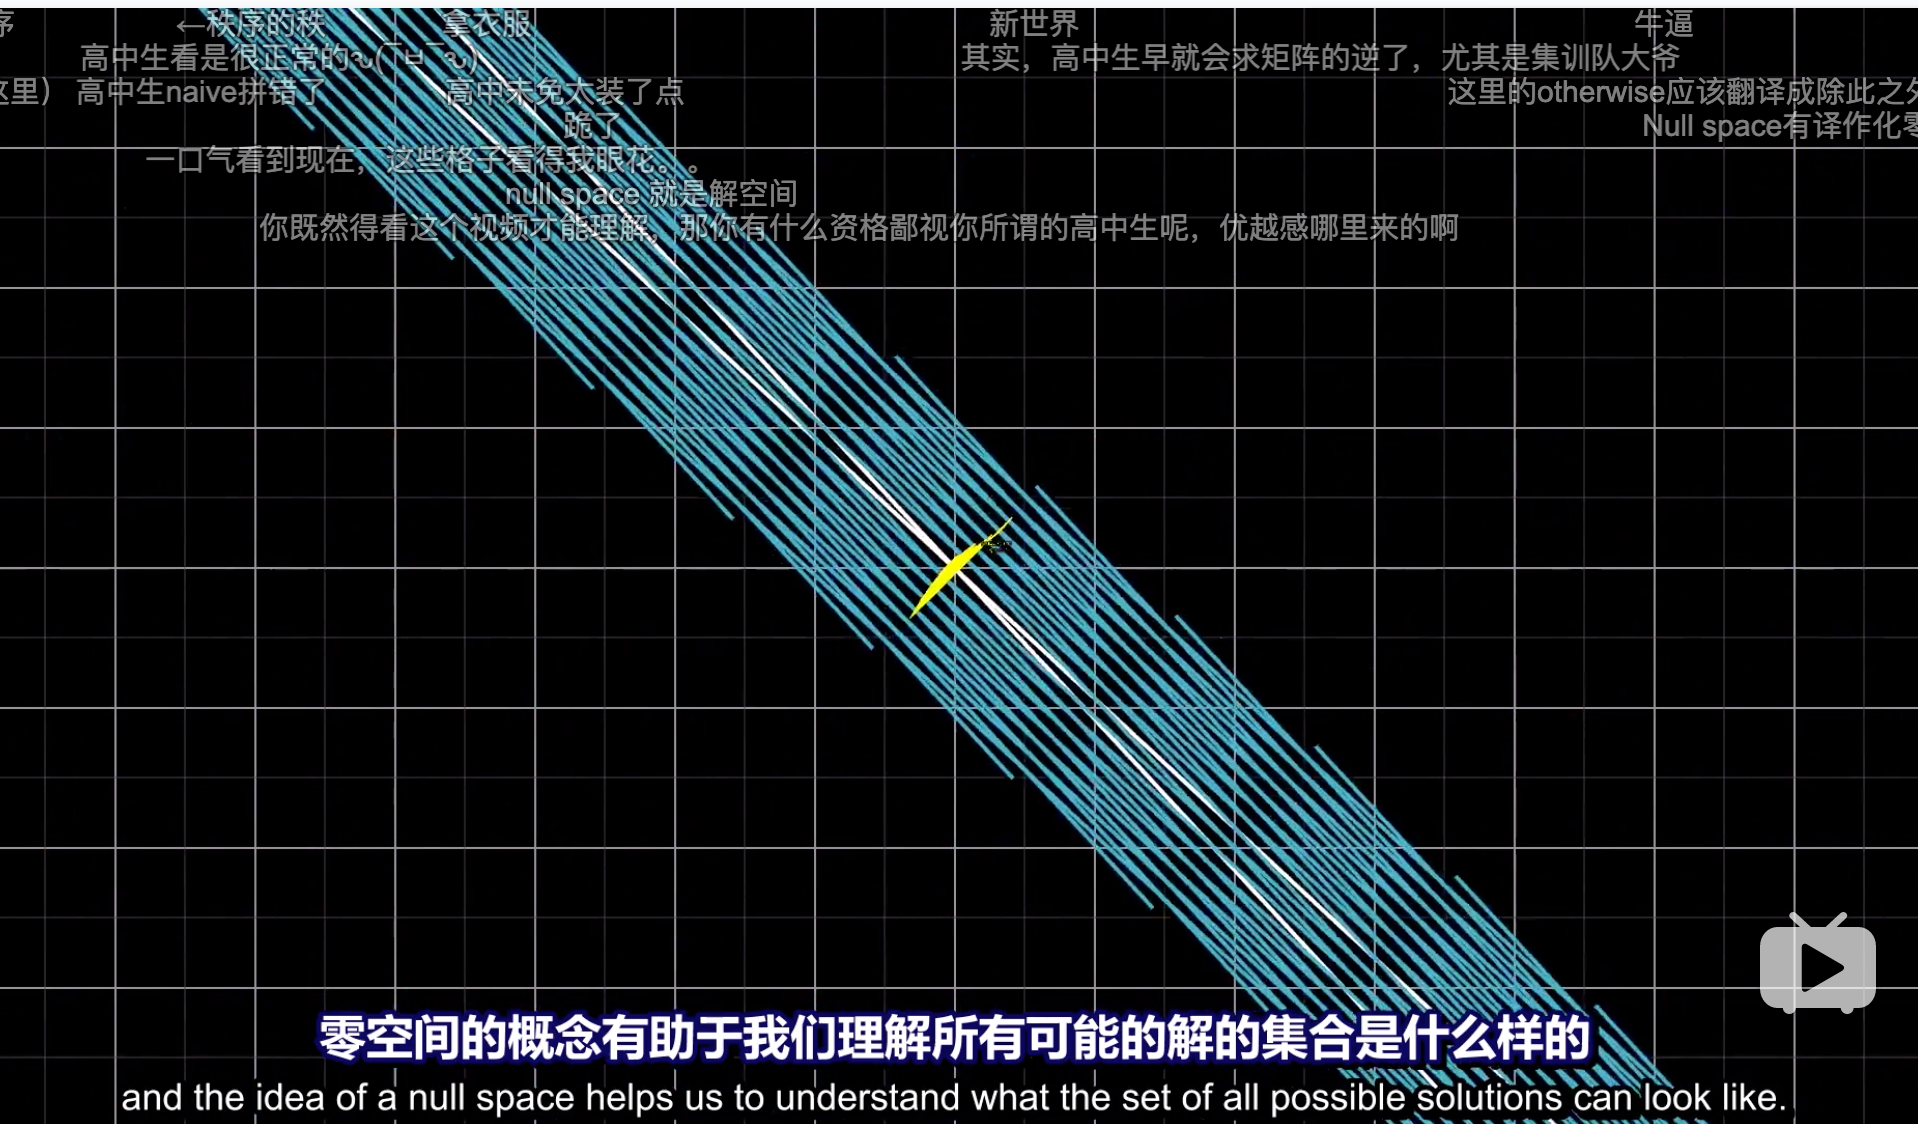 序 ←秩序的秩 拿衣服 新世界 牛逼
高中生看是很正常的 其实，高中生早就会求矩阵的逆了，尤其是集训队大爷
这里） 高中生naive拼错了 高中未免太装了点 这里的otherwise应该翻译成除此之外
跪了 Null space有译作化零
一口气看到现在，这些格子看得我眼花。。
null space 就是解空间
你既然得看这个视频才能理解，那你有什么资格鄙视你所谓的高中生呢，优越感哪里来的啊
零空间的概念有助于我们理解所有可能的解的集合是什么样的
and the idea of a null space helps us to understand what the set of all possible solutions can look like.